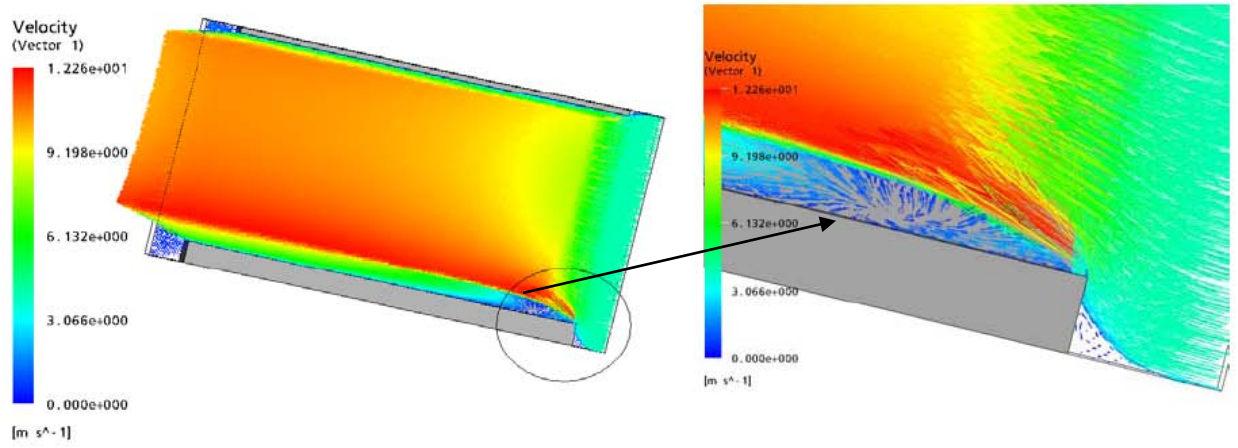 Velocity
(Vector 1)
1.226e+001
9.198e+000
6.132e+000
3.066e+000
0.000e+000
[m s^-1]
Velocity
(Vector 1)
1.226e+001
9.198e+000
6.132e+000
3.066e+000
0.000e+000
[m s^-1]